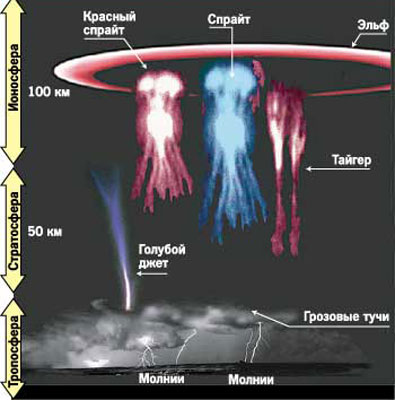 Красный
спрайт
Спрайт
Эльф
Ионосфера
100 км
Тайгер
Стратосфера
50 км
Голубой
джет
Тропосфера
Грозовые тучи
Молнии
Молнии